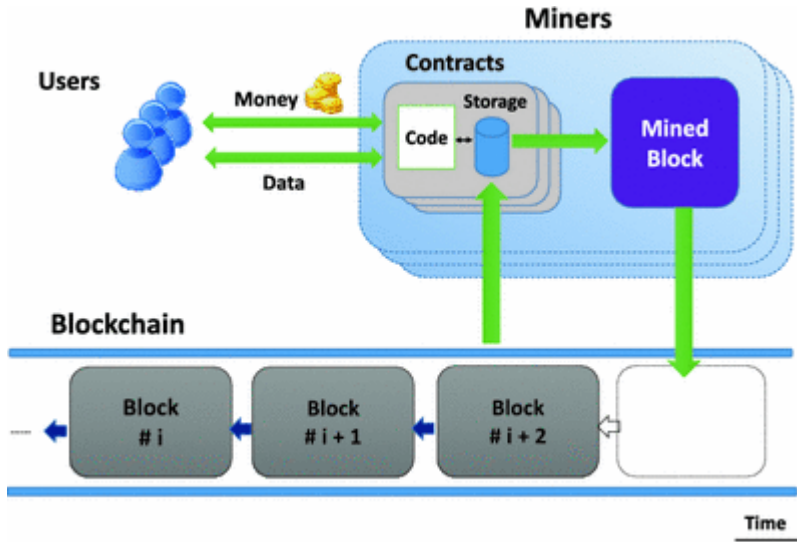 Miners
Users
Contracts
Money
Storage
Code
Mined
Block
Data
Blockchain
Block
# i
Block
# i + 1
Block
# i + 2
.....
Time